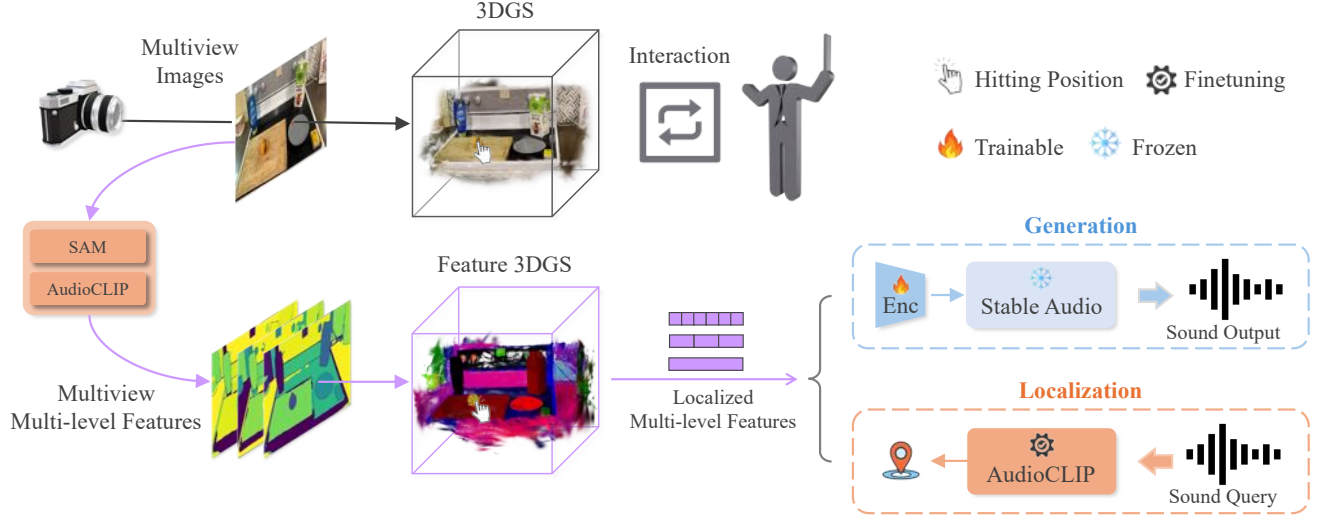 3DGS
Multiview
Images
Interaction
Hitting Position
Finetuning
Trainable
Frozen
SAM
AudioCLIP
Multiview
Multi-level Features
Feature 3DGS
Localized
Multi-level Features
Generation
Enc
Stable Audio
Sound Output
Localization
AudioCLIP
Sound Query